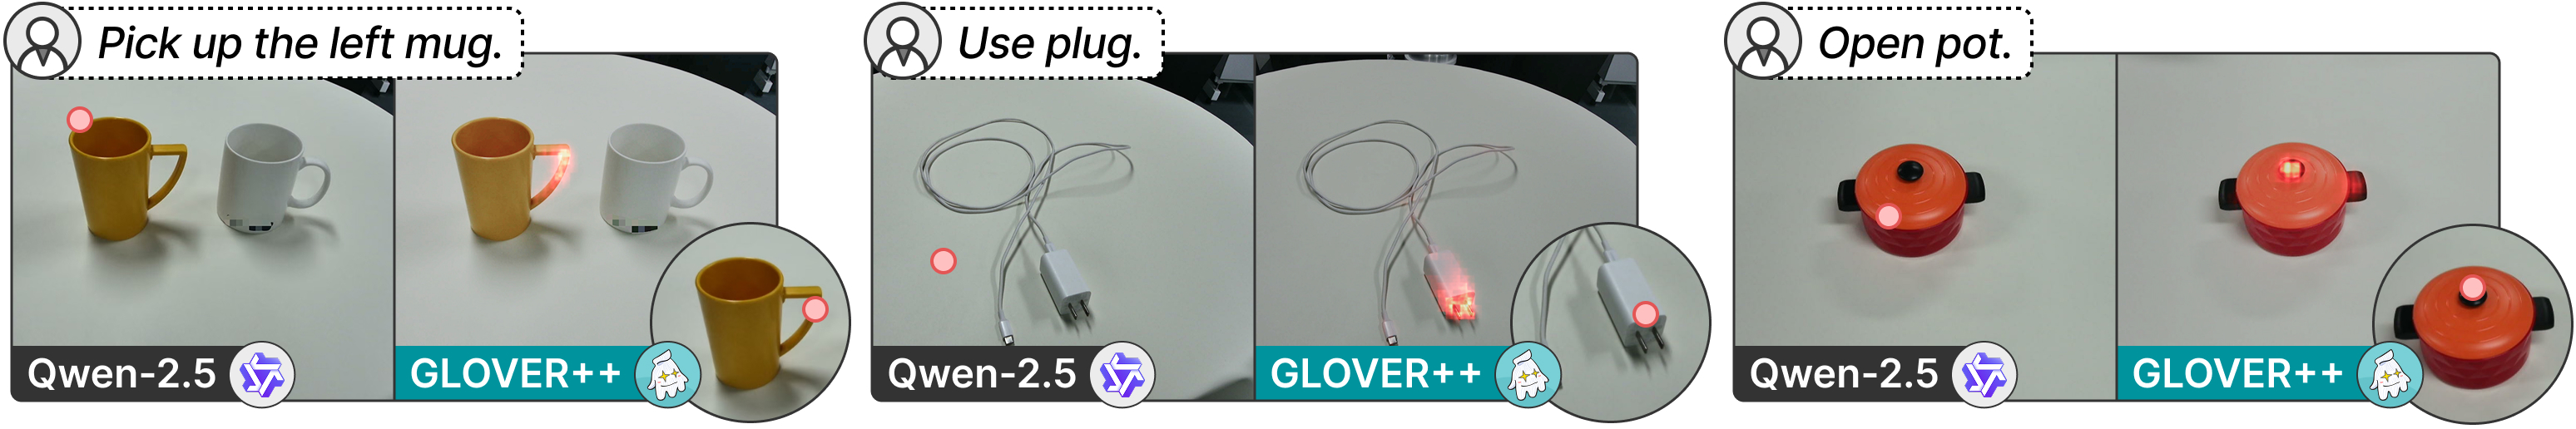 Pick up the left mug.
Qwen-2.5
GLOVER++
Use plug.
Qwen-2.5
GLOVER++
Open pot.
Qwen-2.5
GLOVER++